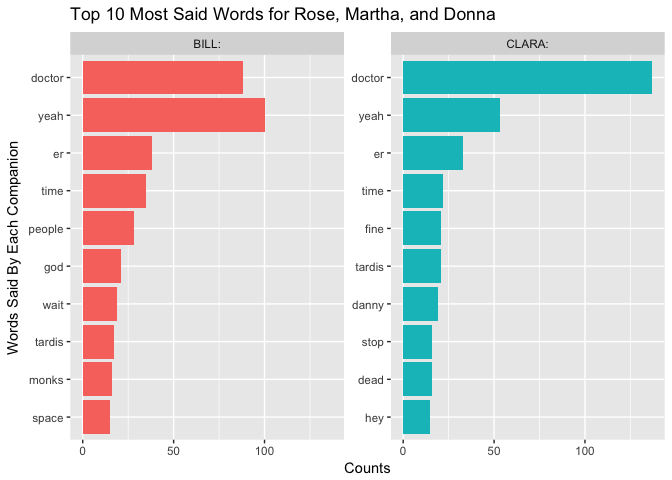 Top 10 Most Said Words for Rose, Martha, and Donna
BILL:
CLARA:
Words Said By Each Companion
doctor
yeah
er
time
people
god
wait
tardis
monks
space
0 50 100
doctor
yeah
er
time
fine
tardis
danny
stop
dead
hey
0 50 100
Counts